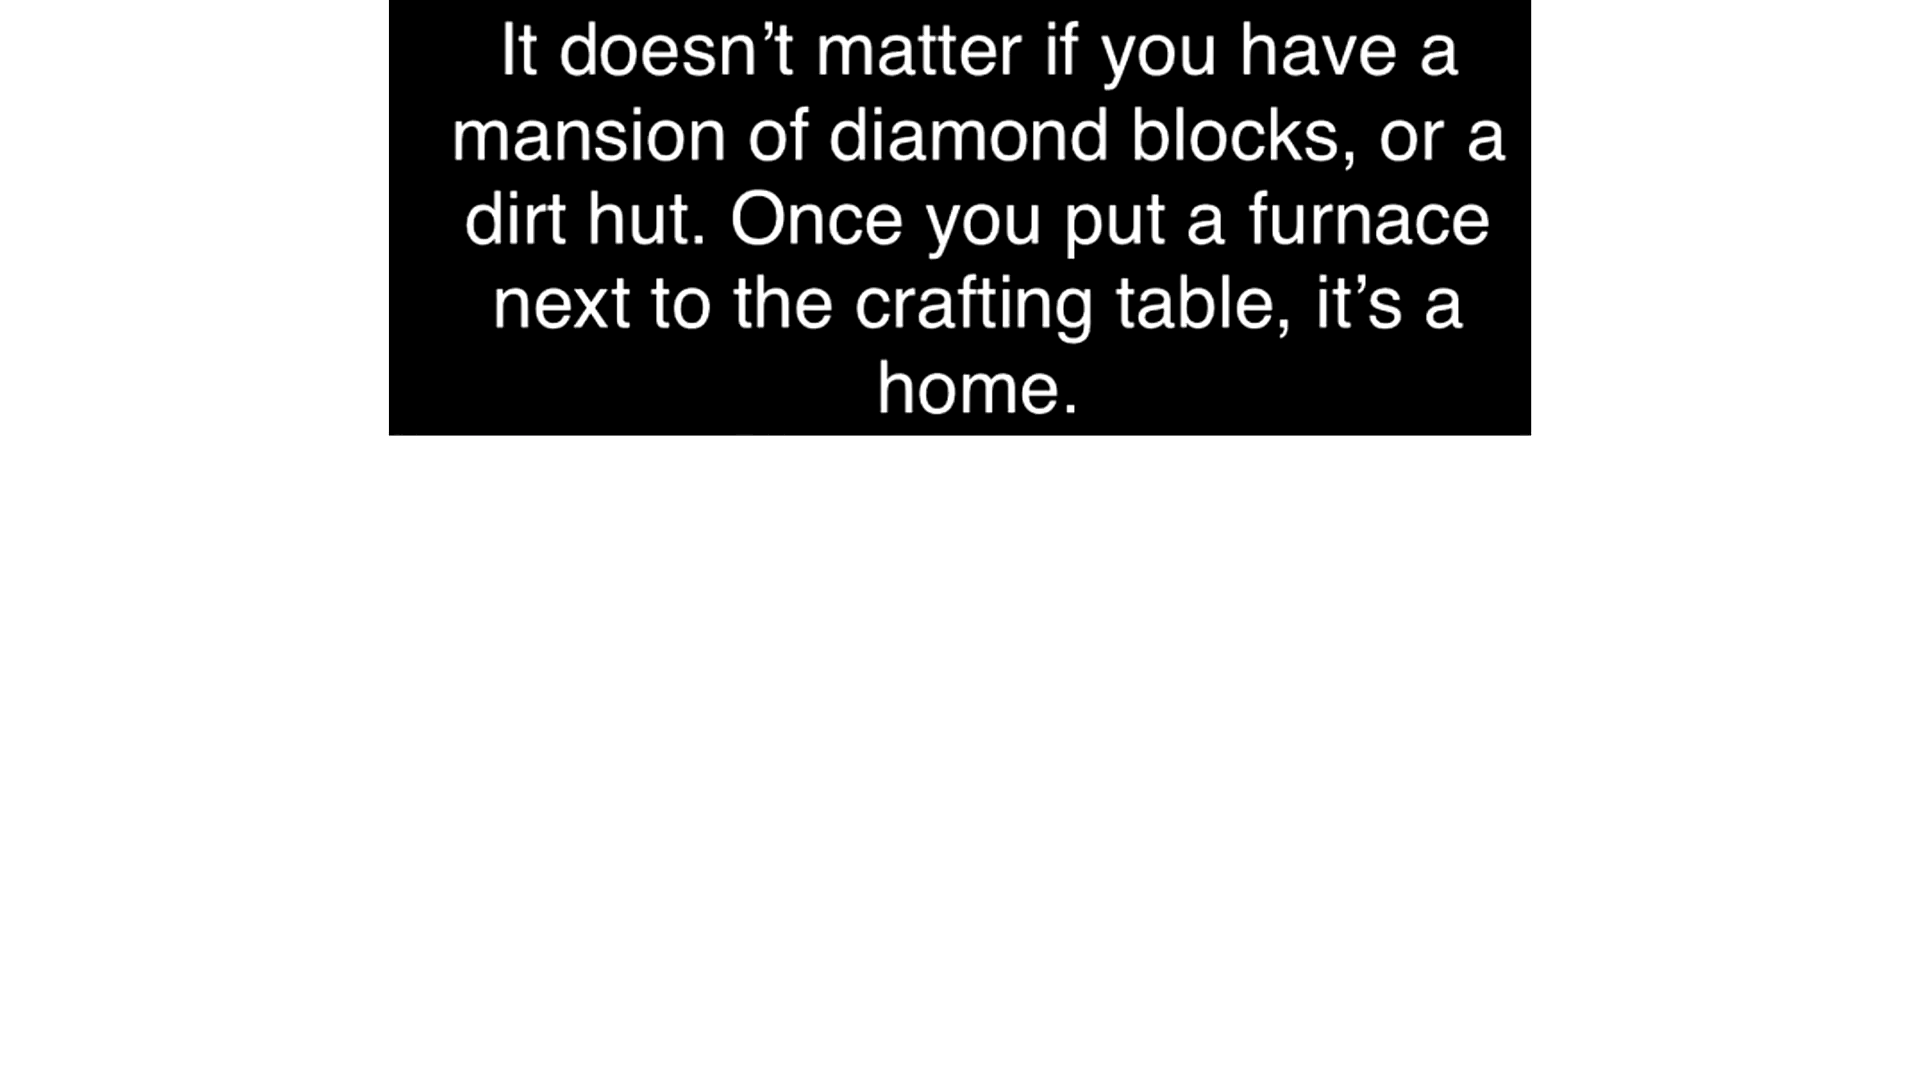 It doesn’t matter if you have a
mansion of diamond blocks, or a
dirt hut. Once you put a furnace
next to the crafting table, it’s a
home.